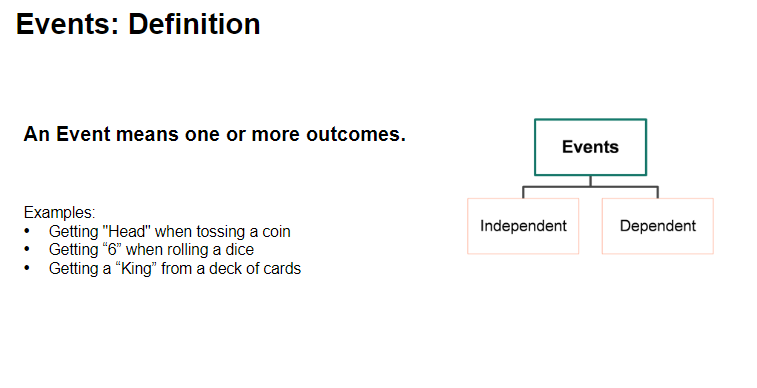 Events: Definition
An Event means one or more outcomes.
Examples:
• Getting "Head" when tossing a coin
• Getting “6” when rolling a dice
• Getting a “King” from a deck of cards
Events
Independent
Dependent